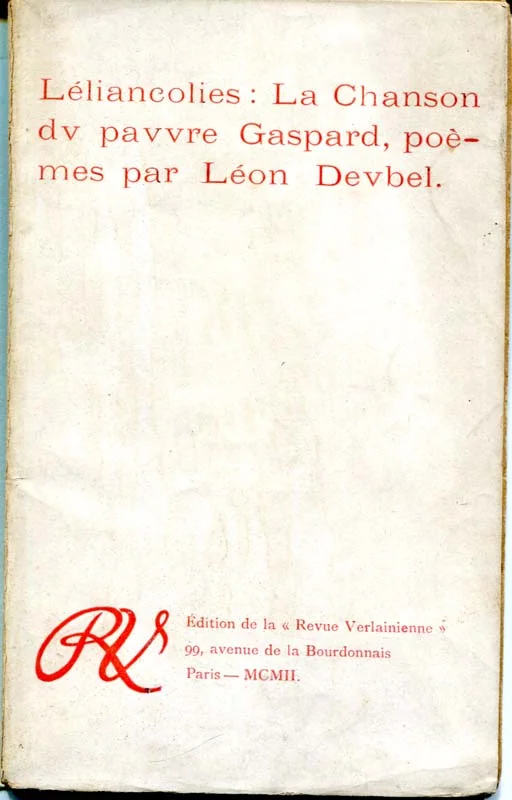 Léliancolies : La Chanson
dv pavvre Gaspard, poè-
mes par Léon Devbel.
RV
Édition de la « Revue Verlainienne »
99, avenue de la Bourdonnais
Paris — MCMII.